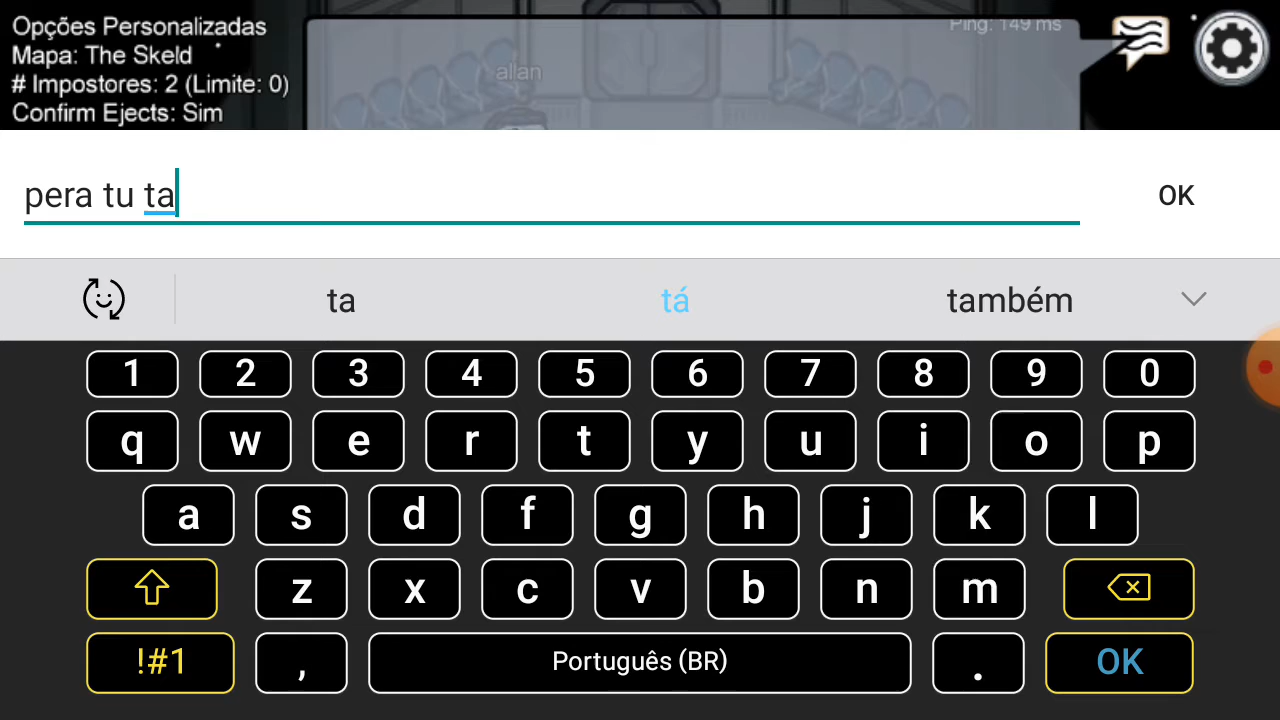 Opções Personalizadas
Mapa: The Skeld
# Impostores: 2 (Limite: 0)
Confirm Ejects: Sim
Ping: 149 ms
allan
pera tu ta
OK
ta tá também
1 2 3 4 5 6 7 8 9 0
q w e r t y u i o p
a s d f g h j k l
z x c v b n m
!#1 , Português (BR) . OK